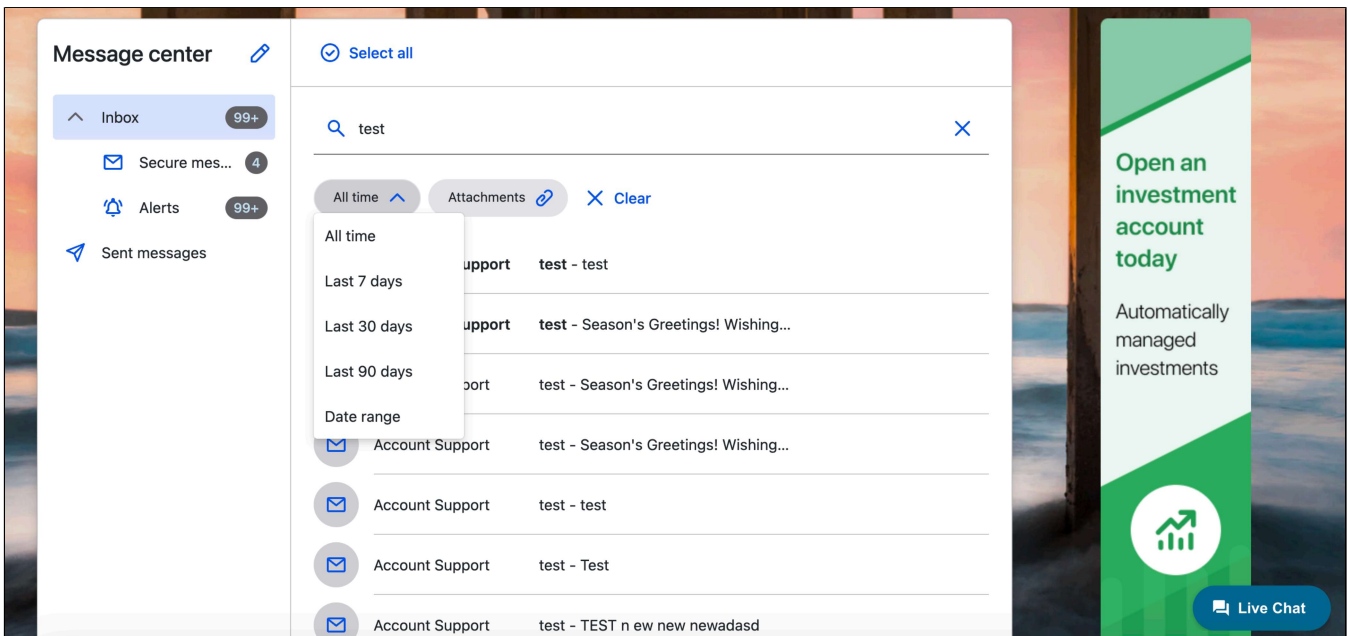 Message center
Select all
Inbox 99+
Secure mes... 4
Alerts 99+
Sent messages
test
All time Attachments Clear
All time
Last 7 days
Last 30 days
Last 90 days
Date range
upport test - test
upport test - Season's Greetings! Wishing...
port test - Season's Greetings! Wishing...
Account Support test - Season's Greetings! Wishing...
Account Support test - test
Account Support test - Test
Account Support test - TEST n ew new newadasd
Open an
investment
account
today
Automatically
managed
investments
Live Chat